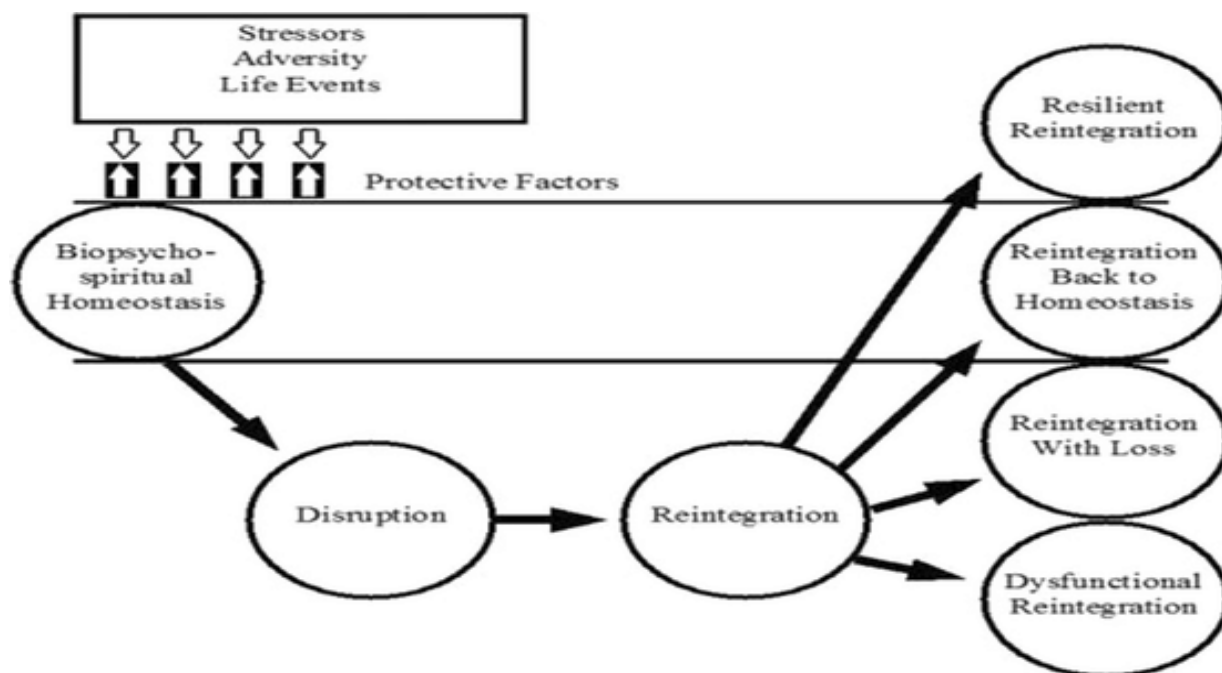 Stressors
Adversity
Life Events
Protective Factors
Biopsycho-
spiritual
Homeostasis
Disruption
Reintegration
Resilient
Reintegration
Reintegration
Back to
Homeostasis
Reintegration
With Loss
Dysfunctional
Reintegration